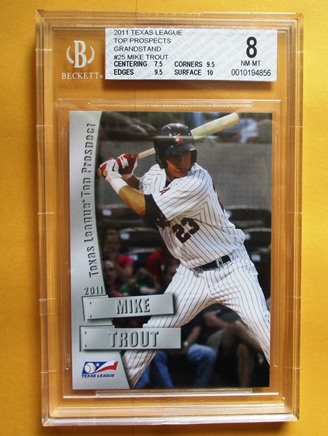 2011 TEXAS LEAGUE
TOP PROSPECTS
GRANDSTAND
#25 MIKE TROUT
CENTERING 7.5 CORNERS 9.5
EDGES 9.5 SURFACE 10
BECKETT
8
NM-MT
0010194856
Texas League Top Prospect
2011
MIKE
TROUT
23
TEXAS LEAGUE